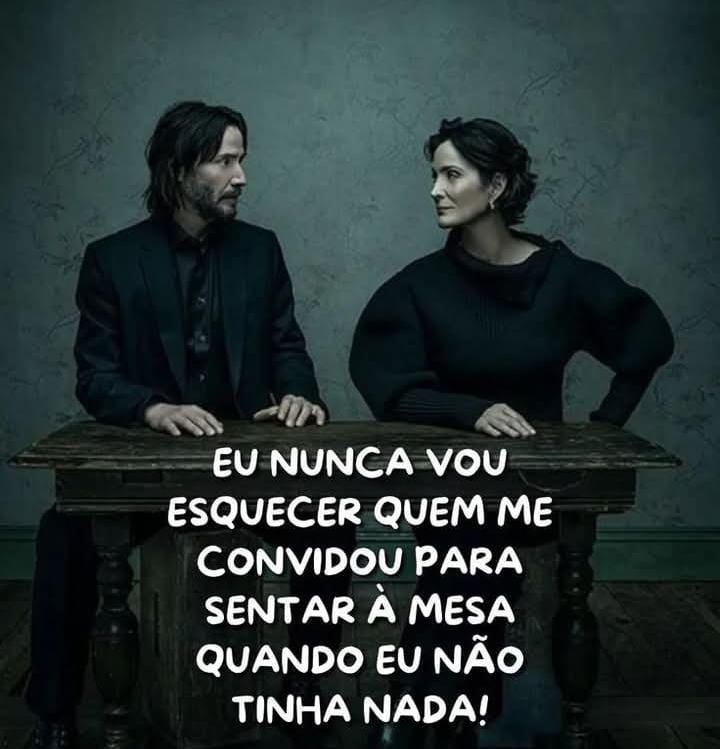 EU NUNCA VOU
ESQUECER QUEM ME
CONVIDOU PARA
SENTAR À MESA
QUANDO EU NÃO
TINHA NADA!